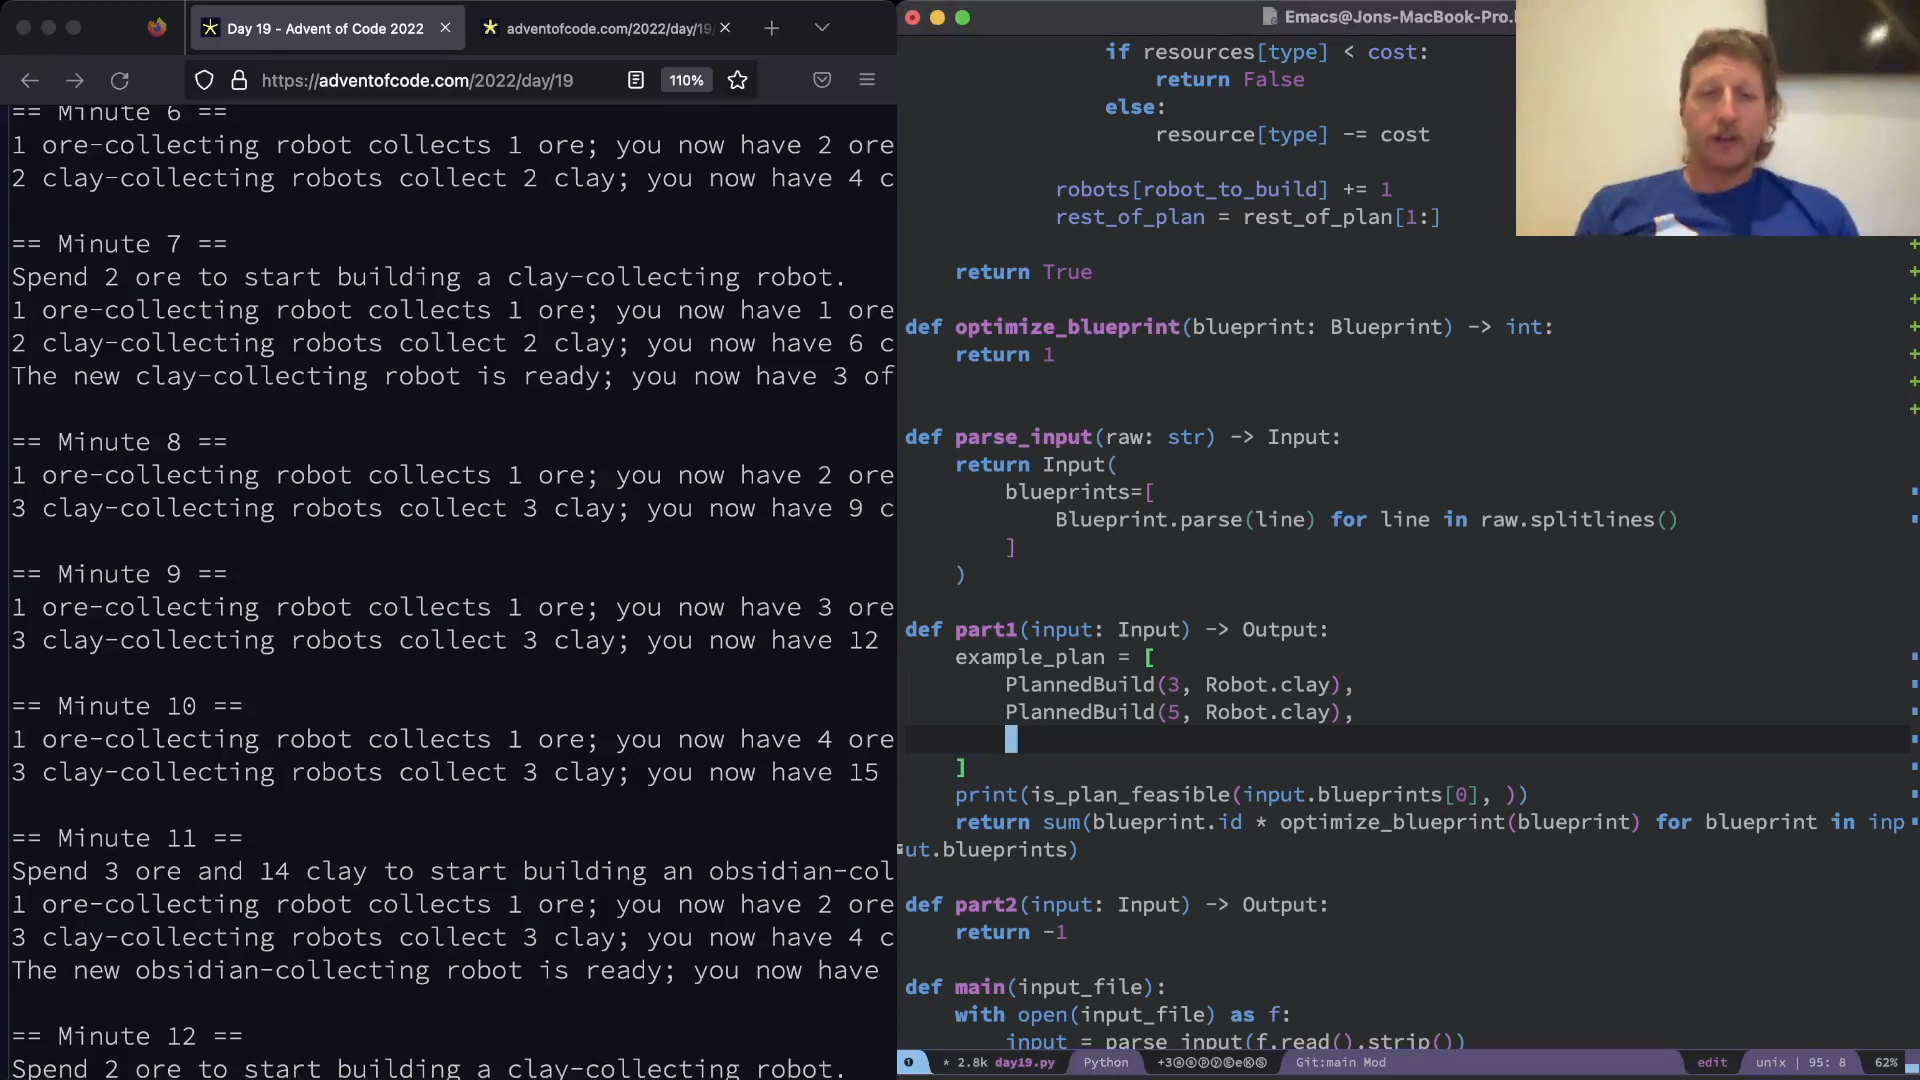 Day 19 - Advent of Code 2022
adventofcode.com/2022/day/19
https://adventofcode.com/2022/day/19
110%
== Minute 6 ==
1 ore-collecting robot collects 1 ore; you now have 2 ore
2 clay-collecting robots collect 2 clay; you now have 4 c
== Minute 7 ==
Spend 2 ore to start building a clay-collecting robot.
1 ore-collecting robot collects 1 ore; you now have 1 ore
2 clay-collecting robots collect 2 clay; you now have 6 c
The new clay-collecting robot is ready; you now have 3 of
== Minute 8 ==
1 ore-collecting robot collects 1 ore; you now have 2 ore
3 clay-collecting robots collect 3 clay; you now have 9 c
== Minute 9 ==
1 ore-collecting robot collects 1 ore; you now have 3 ore
3 clay-collecting robots collect 3 clay; you now have 12
== Minute 10 ==
1 ore-collecting robot collects 1 ore; you now have 4 ore
3 clay-collecting robots collect 3 clay; you now have 15
== Minute 11 ==
Spend 3 ore and 14 clay to start building an obsidian-col
1 ore-collecting robot collects 1 ore; you now have 2 ore
3 clay-collecting robots collect 3 clay; you now have 4 c
The new obsidian-collecting robot is ready; you now have
== Minute 12 ==
Spend 2 ore to start building a clay-collecting robot.
Emacs@Jons-MacBook-Pro.
if resources[type] < cost:
return False
else:
resource[type] -= cost
robots[robot_to_build] += 1
rest_of_plan = rest_of_plan[1:]
return True
def optimize_blueprint(blueprint: Blueprint) -> int:
return 1
def parse_input(raw: str) -> Input:
return Input(
blueprints=[
Blueprint.parse(line) for line in raw.splitlines()
]
)
def part1(input: Input) -> Output:
example_plan = [
PlannedBuild(3, Robot.clay),
PlannedBuild(5, Robot.clay),
]
print(is_plan_feasible(input.blueprints[0], ))
return sum(blueprint.id * optimize_blueprint(blueprint) for blueprint in inp
ut.blueprints)
def part2(input: Input) -> Output:
return -1
def main(input_file):
with open(input_file) as f:
input = parse_input(f.read().strip())
* 2.8k day19.py Python Git:main Mod edit unix | 95: 8 62%